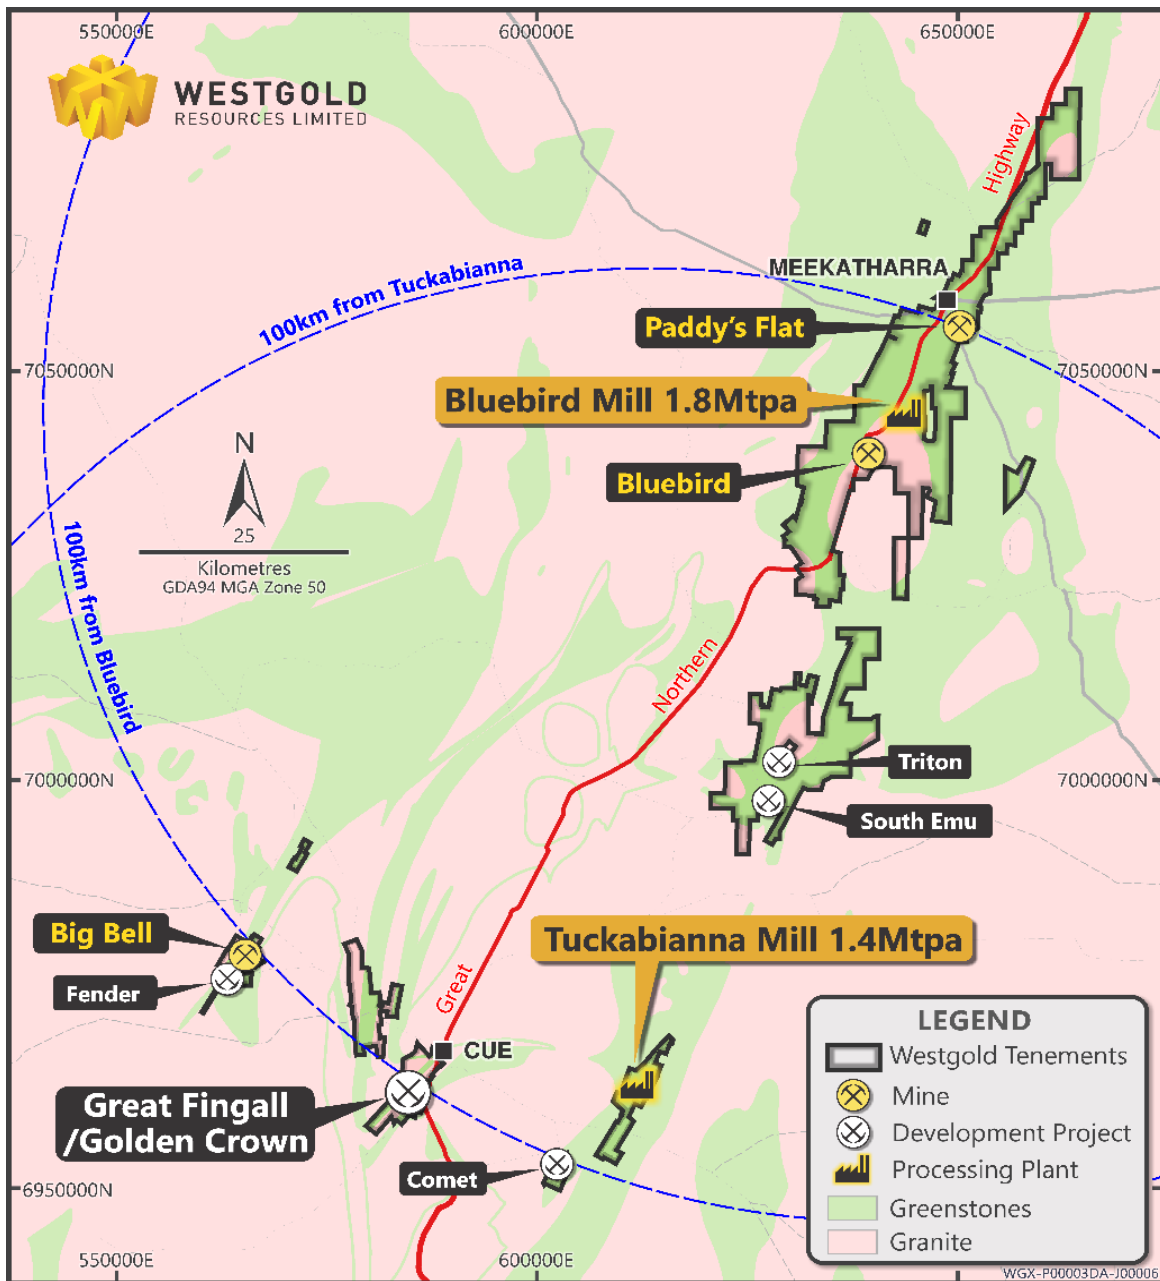 550000E
600000E
650000E
WESTGOLD
RESOURCES LIMITED
Highway
MEEKATHARRA
100km from Tuckabianna
Paddy's Flat
7050000N
7050000N
Bluebird Mill 1.8Mtpa
N
Bluebird
25
Kilometres
GDA94 MGA Zone 50
100km from Bluebird
Northern
Triton
7000000N
7000000N
South Emu
Big Bell
Tuckabianna Mill 1.4Mtpa
Fender
Great
CUE
Great Fingall
/Golden Crown
Comet
6950000N
550000E
600000E
LEGEND
Westgold Tenements
Mine
Development Project
Processing Plant
Greenstones
Granite
WGX-P00003DA-J00006